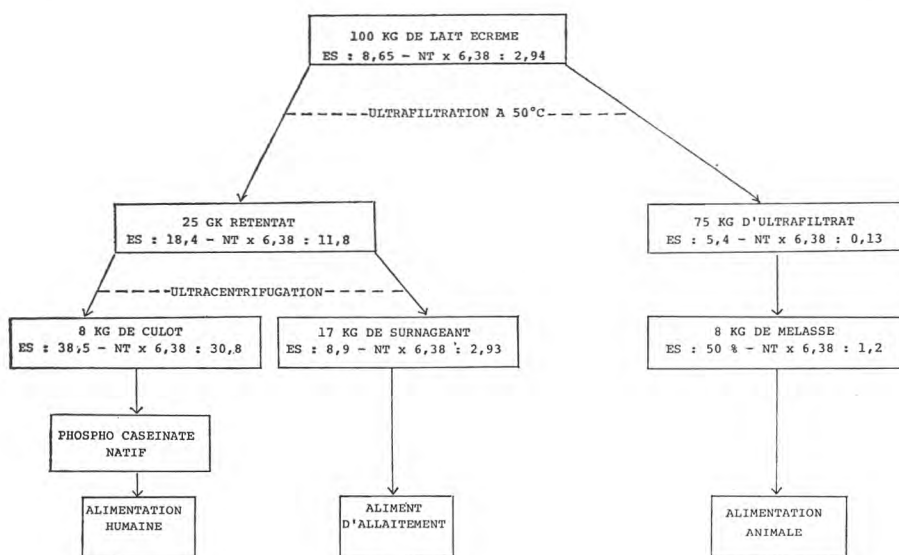 100 KG DE LAIT ECREME
ES : 8,65 - NT x 6,38 : 2,94
ULTRAFILTRATION A 50°C
25 GK RETENTAT
ES : 18,4 - NT x 6,38 : 11,8
75 KG D'ULTRAFILTRAT
ES : 5,4 - NT x 6,38 : 0,13
ULTRACENTRIFUGATION
8 KG DE CULOT
ES : 38,5 - NT x 6,38 : 30,8
17 KG DE SURNAGEANT
ES : 8,9 - NT x 6,38 : 2,93
8 KG DE MELASSE
ES : 50 % - NT x 6,38 : 1,2
PHOSPHO CASEINATE
NATIF
ALIMENTATION
HUMAINE
ALIMENT
D'ALLAITEMENT
ALIMENTATION
ANIMALE